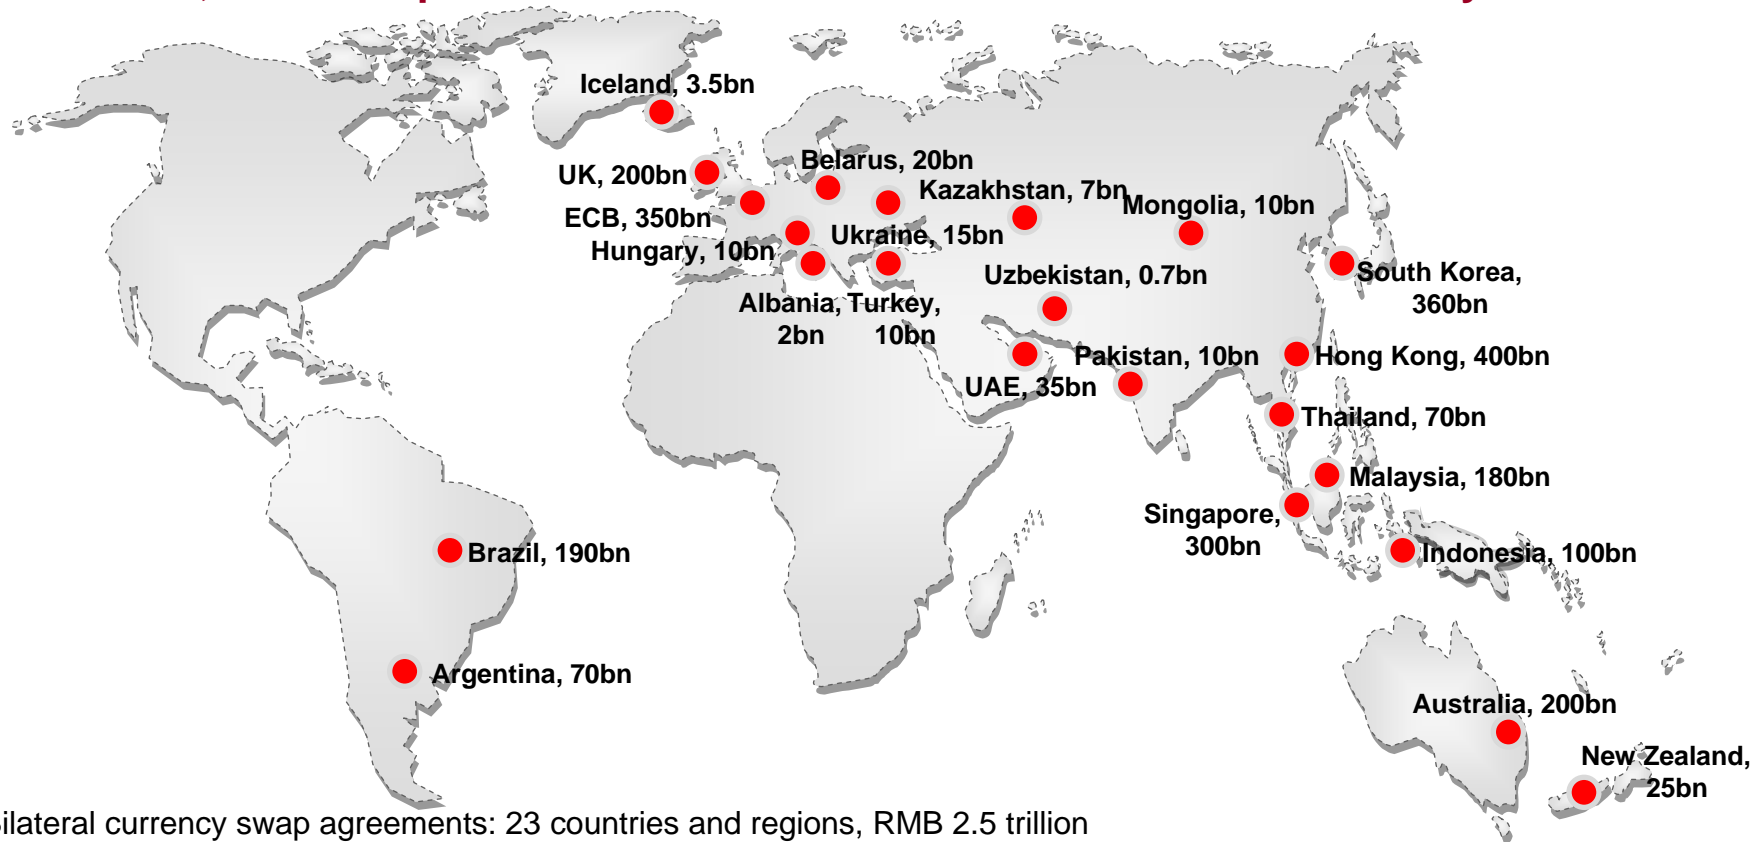 Iceland, 3.5bn
UK, 200bn
Belarus, 20bn
Kazakhstan, 7bn
Mongolia, 10bn
ECB, 350bn
Ukraine, 15bn
Hungary, 10bn
South Korea,
360bn
Uzbekistan, 0.7bn
Albania,
2bn
Turkey,
10bn
Pakistan, 10bn
Hong Kong, 400bn
UAE, 35bn
Thailand, 70bn
Malaysia, 180bn
Singapore,
300bn
Brazil, 190bn
Indonesia, 100bn
Argentina, 70bn
Australia, 200bn
New Zealand,
25bn
ilateral currency swap agreements: 23 countries and regions, RMB 2.5 trillion